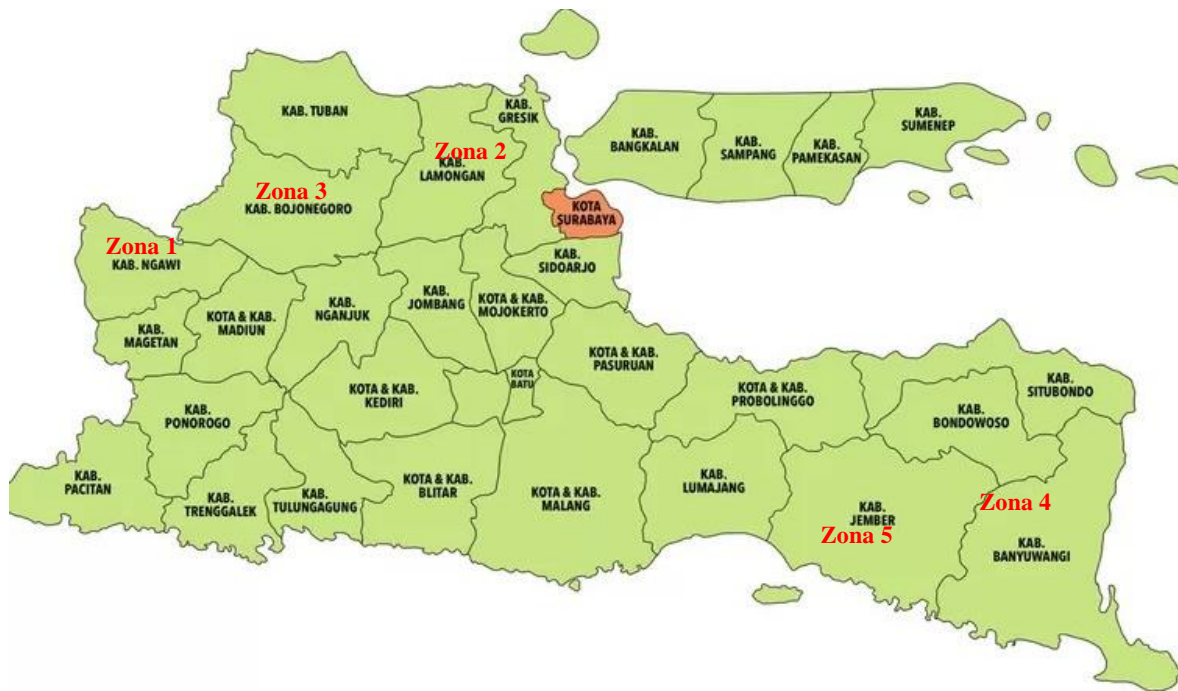 KAB. TUBAN
KAB.
GRESIK
KAB.
BANGKALAN
KAB.
SAMPANG
KAB.
PAMEKASAN
KAB.
SUMENEP
Zona 2
KAB.
LAMONGAN
Zona 3
KAB. BOJONEGORO
KOTA
SURABAYA
Zona 1
KAB. NGAWI
KAB.
SIDOARJO
KAB.
MAGETAN
KOTA & KAB.
MADIUN
KAB.
NGANJUK
KAB.
JOMBANG
KOTA & KAB.
MOJOKERTO
KOTA & KAB.
PASURUAN
KAB.
PONOROGO
KOTA & KAB.
KEDIRI
KOTA
BATU
KOTA & KAB.
PROBOLINGGO
KAB.
BONDOWOSO
KAB.
SITUBONDO
KAB.
PACITAN
KAB.
TRENGGALEK
KAB.
TULUNGAGUNG
KOTA & KAB.
BLITAR
KOTA & KAB.
MALANG
KAB.
LUMAJANG
KAB.
JEMBER
Zona 5
Zona 4
KAB.
BANYUWANGI